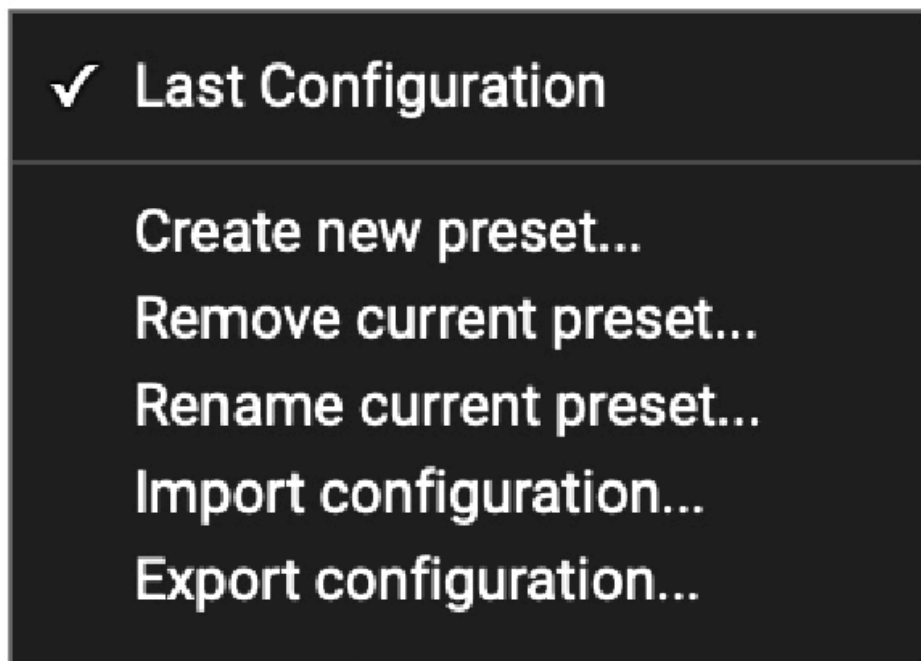 ✓ Last Configuration
Create new preset...
Remove current preset...
Rename current preset...
Import configuration...
Export configuration...